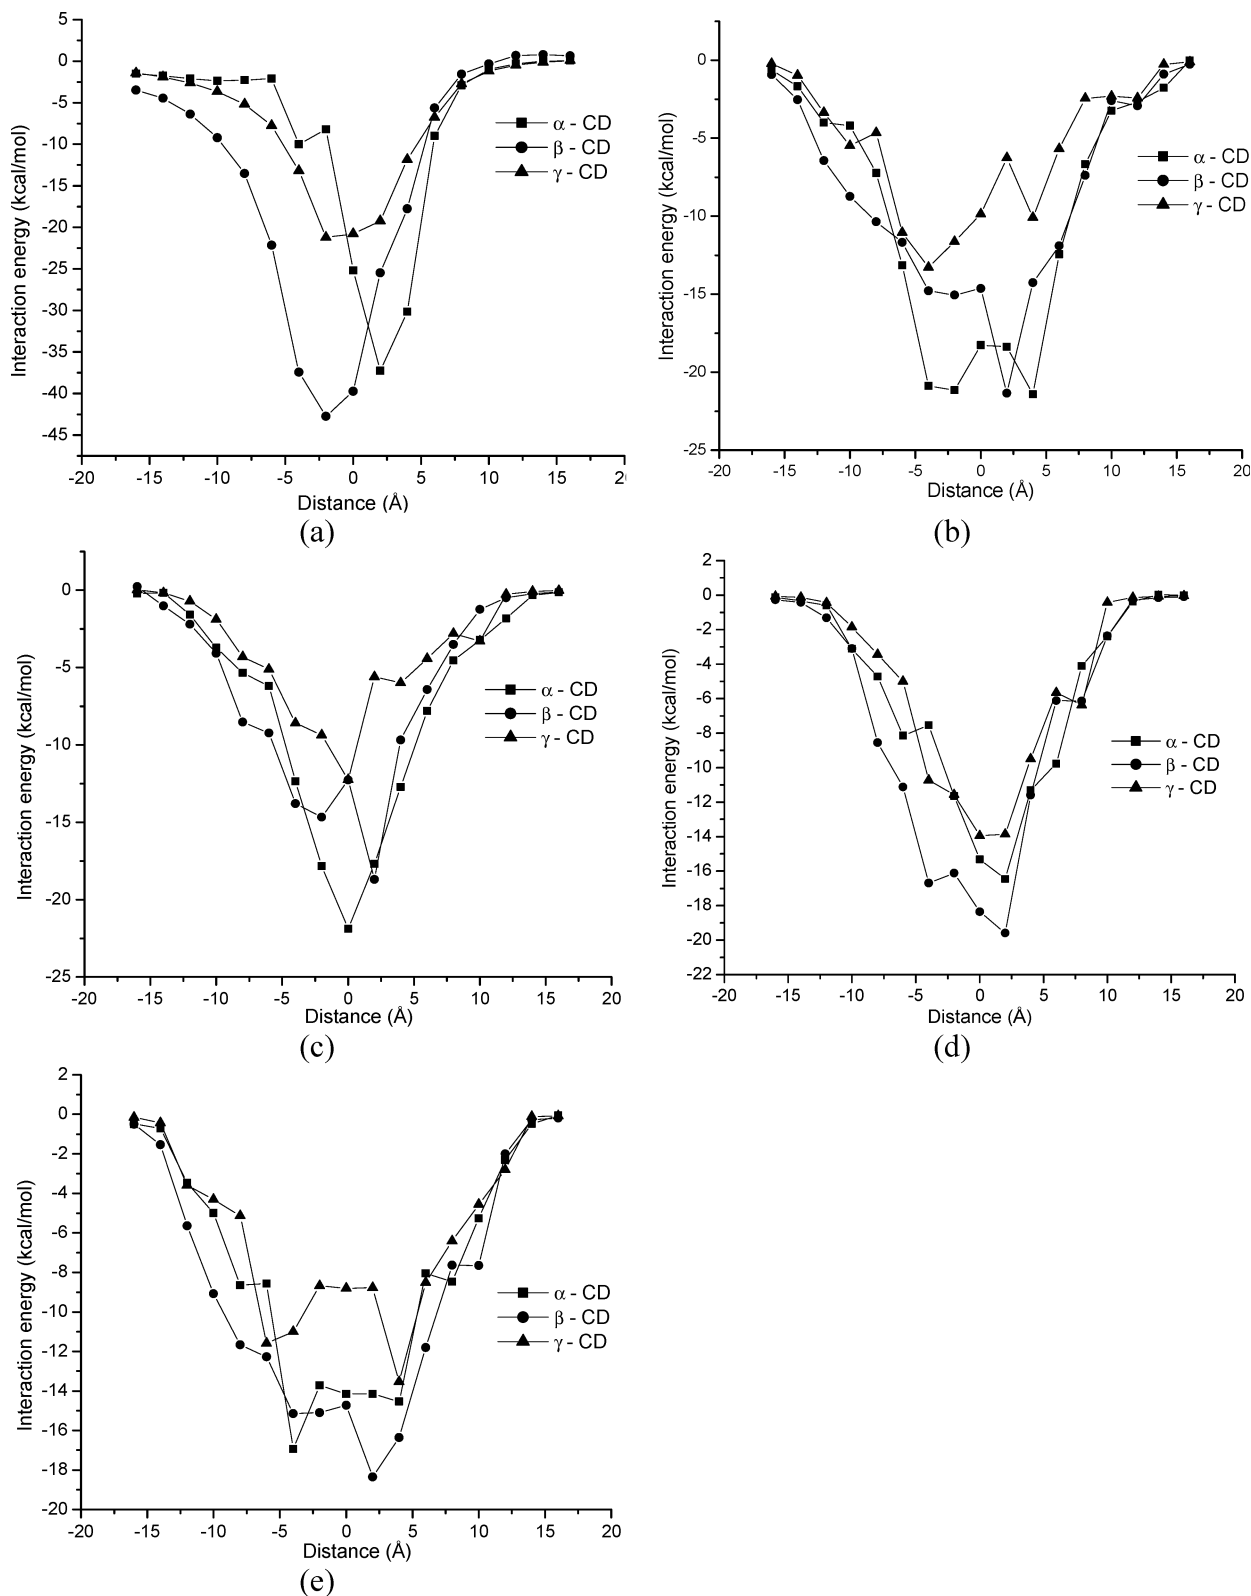 5
0
-5
-10
-15
-20
-25
-30
-35
-40
-45
-20 -15 -10 -5 0 5 10 15 20
Interaction energy (kcal/mol)
Distance (Å)
α - CD
β - CD
γ - CD
(a)
0
-5
-10
-15
-20
-25
-20 -15 -10 -5 0 5 10 15 20
Interaction energy (kcal/mol)
Distance (Å)
α - CD
β - CD
γ - CD
(b)
0
-5
-10
-15
-20
-25
-20 -15 -10 -5 0 5 10 15 20
Interaction energy (kcal/mol)
Distance (Å)
α - CD
β - CD
γ - CD
(c)
2
0
-2
-4
-6
-8
-10
-12
-14
-16
-18
-20
-22
-20 -15 -10 -5 0 5 10 15 20
Interaction energy (kcal/mol)
Distance (Å)
α - CD
β - CD
γ - CD
(d)
2
0
-2
-4
-6
-8
-10
-12
-14
-16
-18
-20
-20 -15 -10 -5 0 5 10 15 20
Interaction energy (kcal/mol)
Distance (Å)
α - CD
β - CD
γ - CD
(e)